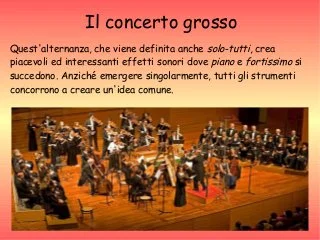 Il concerto grosso
Quest'alternanza, che viene definita anche solo-tutti, crea
piacevoli ed interessanti effetti sonori dove piano e fortissimo si
succedono. Anziché emergere singolarmente, tutti gli strumenti
concorrono a creare un'idea comune.